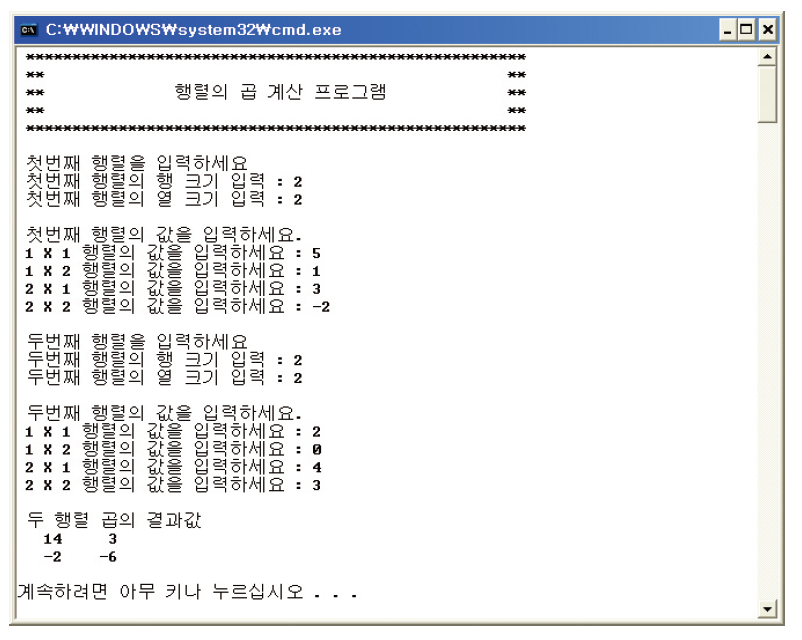 C:₩WINDOWS₩system32₩cmd.exe
******************************************************
** **
** 행렬의 곱 계산 프로그램 **
** **
******************************************************
첫번째 행렬을 입력하세요
첫번째 행렬의 행 크기 입력 : 2
첫번째 행렬의 열 크기 입력 : 2
첫번째 행렬의 값을 입력하세요.
1 X 1 행렬의 값을 입력하세요 : 5
1 X 2 행렬의 값을 입력하세요 : 1
2 X 1 행렬의 값을 입력하세요 : 3
2 X 2 행렬의 값을 입력하세요 : -2
두번째 행렬을 입력하세요
두번째 행렬의 행 크기 입력 : 2
두번째 행렬의 열 크기 입력 : 2
두번째 행렬의 값을 입력하세요.
1 X 1 행렬의 값을 입력하세요 : 2
1 X 2 행렬의 값을 입력하세요 : 0
2 X 1 행렬의 값을 입력하세요 : 4
2 X 2 행렬의 값을 입력하세요 : 3
두 행렬 곱의 결과값
14 3
-2 -6
계속하려면 아무 키나 누르십시오 . . .